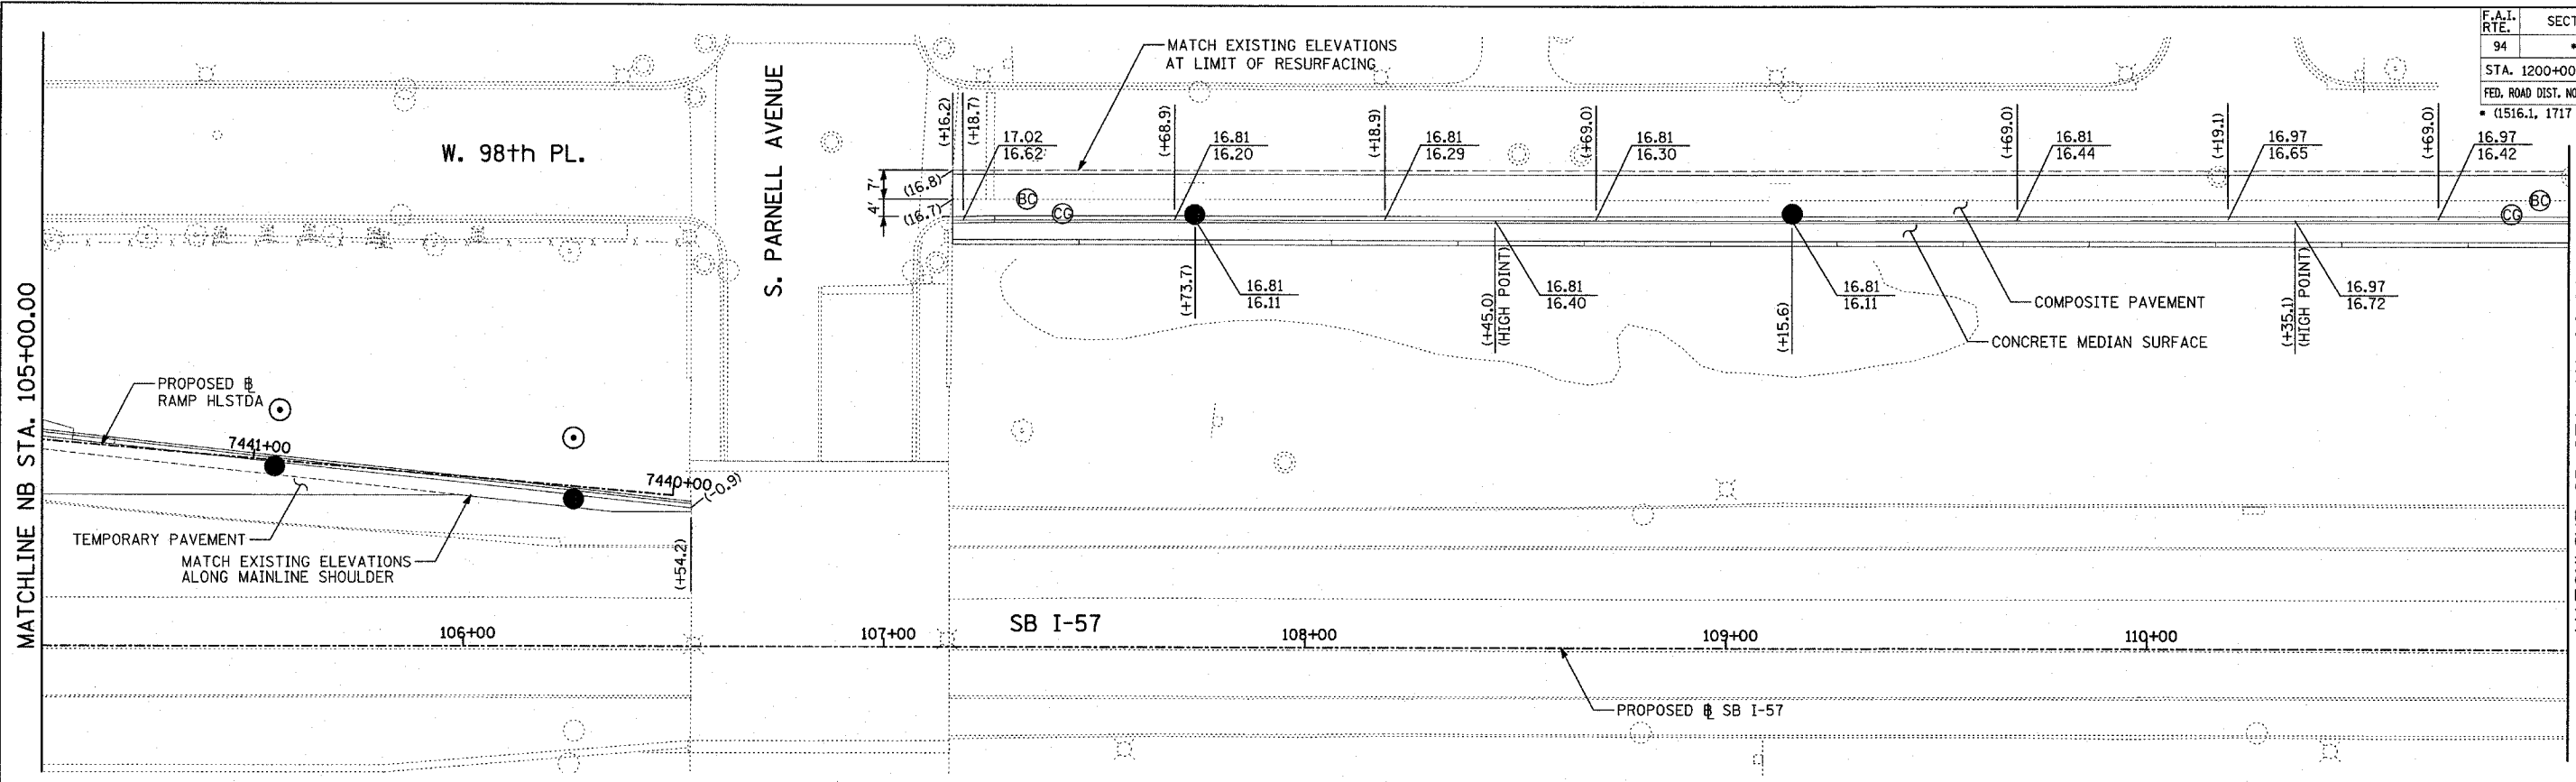 F.A.I.
RTE.
SECT
94
*
STA. 1200+00
FED. ROAD DIST. NO
* (1516.1, 1717
MATCH EXISTING ELEVATIONS
AT LIMIT OF RESURFACING
W. 98th PL.
S. PARNELL AVENUE
(+16.2)
(+18.7)
17.02
16.62
(+68.9)
16.81
16.20
(+18.9)
16.81
16.29
(+69.0)
16.81
16.30
(+69.0)
16.81
16.44
(+19.1)
16.97
16.65
(+69.0)
16.97
16.42
7'
4'
(16.8)
(16.7)
BC
CG
CG
BC
(+73.7)
16.81
16.11
(+45.0)
(HIGH POINT)
16.81
16.40
(+15.6)
16.81
16.11
(+35.1)
(HIGH POINT)
16.97
16.72
COMPOSITE PAVEMENT
CONCRETE MEDIAN SURFACE
MATCHLINE NB STA. 105+00.00
PROPOSED ℄
RAMP HLSTDA
7441+00
7440+00
(-0.9)
TEMPORARY PAVEMENT
MATCH EXISTING ELEVATIONS
ALONG MAINLINE SHOULDER
(+54.2)
SB I-57
106+00
107+00
108+00
109+00
110+00
PROPOSED ℄ SB I-57